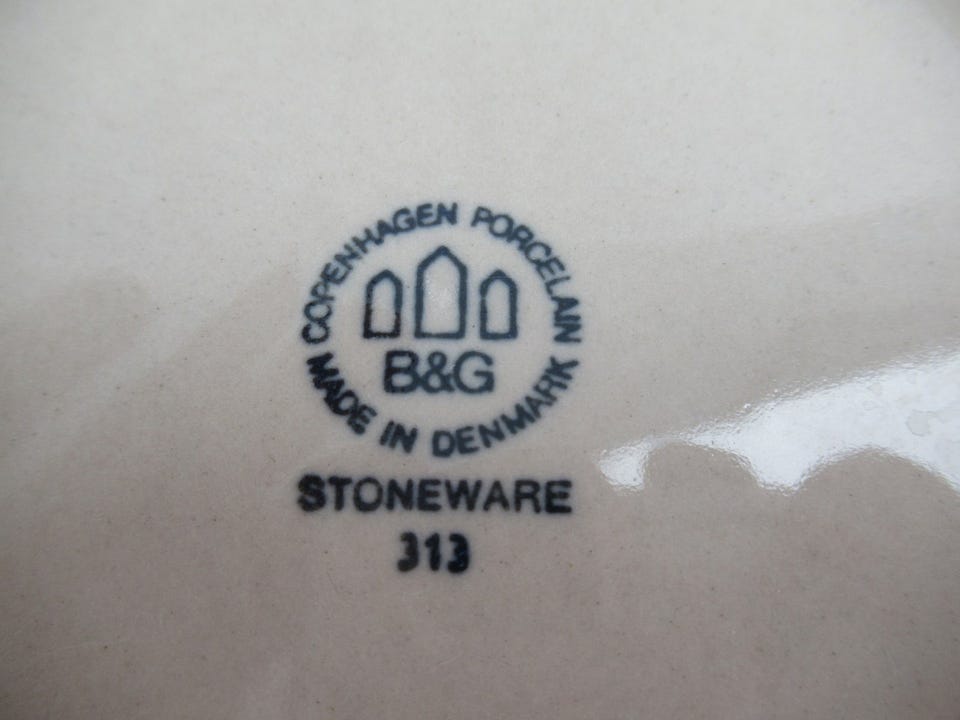 COPENHAGEN PORCELAIN
B&G
MADE IN DENMARK
STONEWARE
313